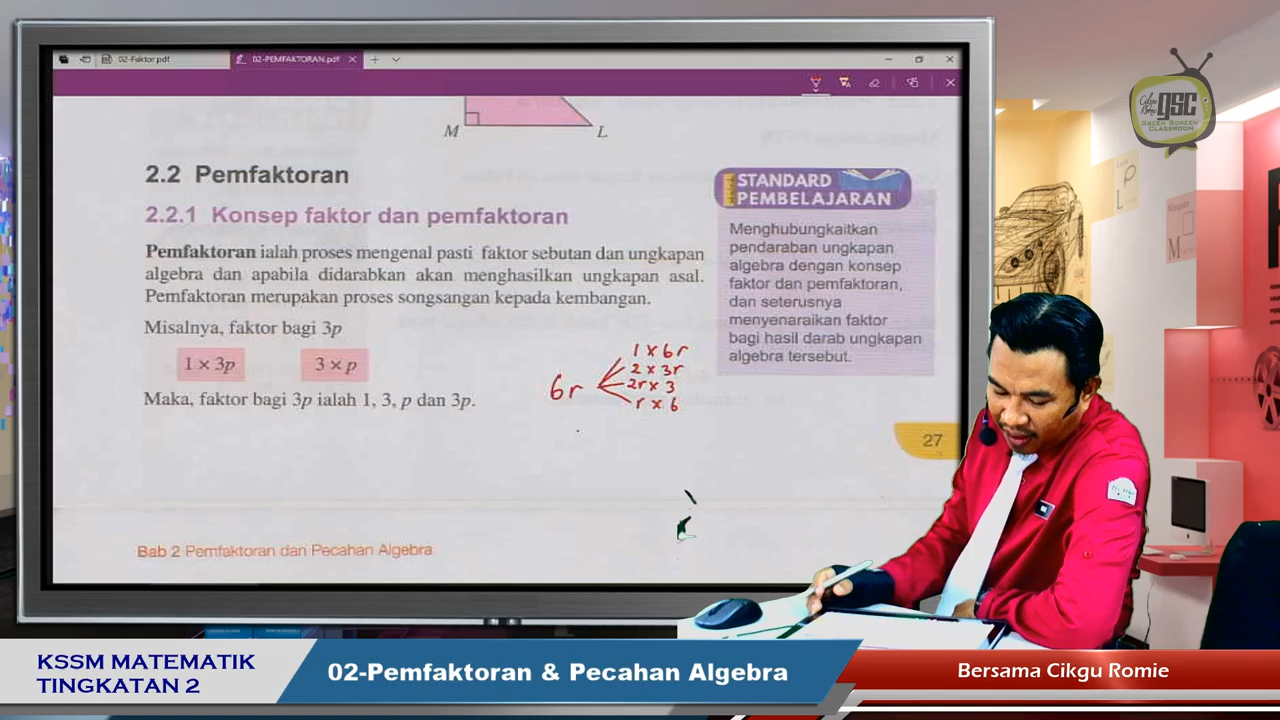 02-Faktor.pdf
02-PEMFAKTORAN.pdf
M
L
2.2 Pemfaktoran
2.2.1 Konsep faktor dan pemfaktoran
Pemfaktoran ialah proses mengenal pasti faktor sebutan dan ungkapan
algebra dan apabila didarabkan akan menghasilkan ungkapan asal.
Pemfaktoran merupakan proses songsangan kepada kembangan.
Misalnya, faktor bagi 3p
1 × 3p
3 × p
Maka, faktor bagi 3p ialah 1, 3, p dan 3p.
6r
1 × 6r
2 × 3r
2r × 3
r × 6
STANDARD
PEMBELAJARAN
Menghubungkaitkan
pendaraban ungkapan
algebra dengan konsep
faktor dan pemfaktoran,
dan seterusnya
menyenaraikan faktor
bagi hasil darab ungkapan
algebra tersebut.
27
Bab 2 Pemfaktoran dan Pecahan Algebra
Cikgu
Romie
GSC
GREEN SCREEN
CLASSROOM
L
P
M
KSSM MATEMATIK
TINGKATAN 2
02-Pemfaktoran & Pecahan Algebra
Bersama Cikgu Romie